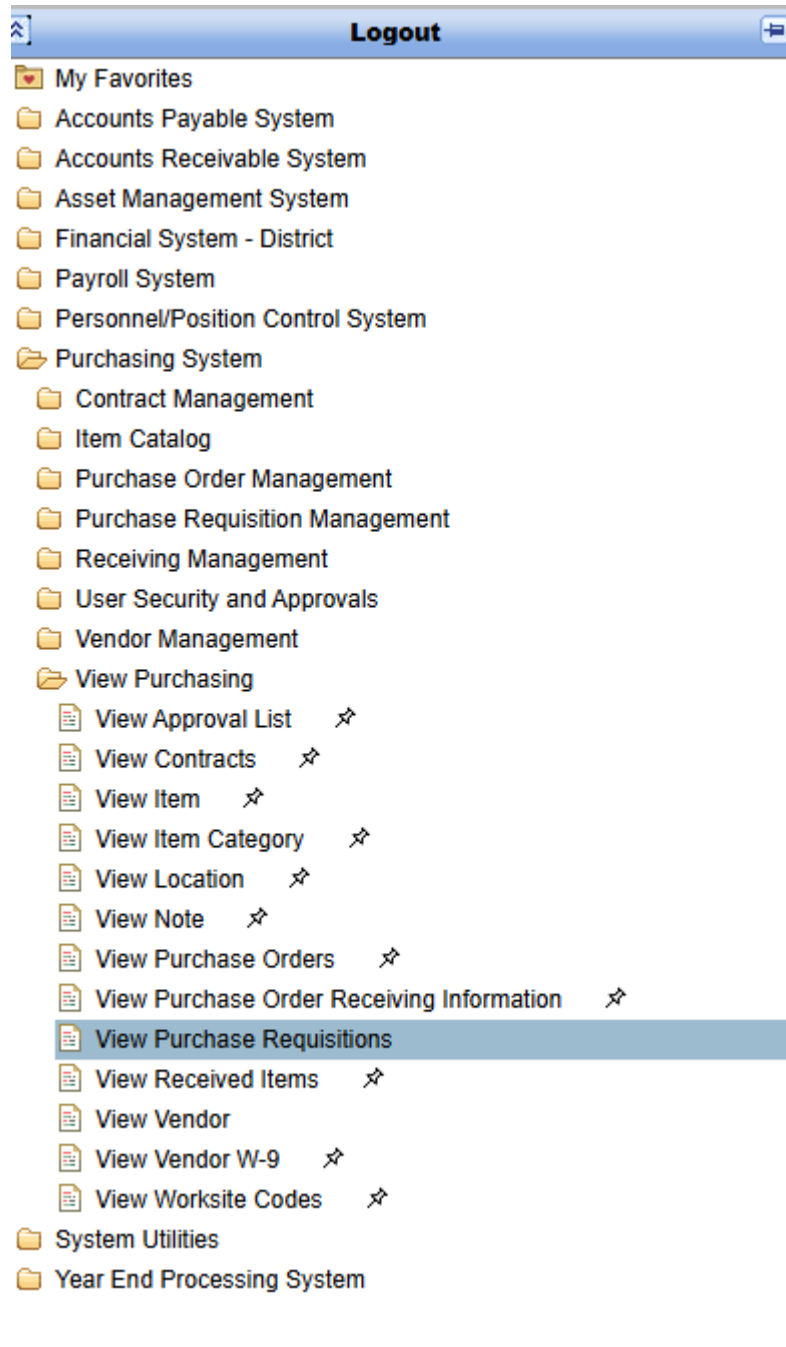 Logout
My Favorites
Accounts Payable System
Accounts Receivable System
Asset Management System
Financial System - District
Payroll System
Personnel/Position Control System
Purchasing System
Contract Management
Item Catalog
Purchase Order Management
Purchase Requisition Management
Receiving Management
User Security and Approvals
Vendor Management
View Purchasing
View Approval List
View Contracts
View Item
View Item Category
View Location
View Note
View Purchase Orders
View Purchase Order Receiving Information
View Purchase Requisitions
View Received Items
View Vendor
View Vendor W-9
View Worksite Codes
System Utilities
Year End Processing System